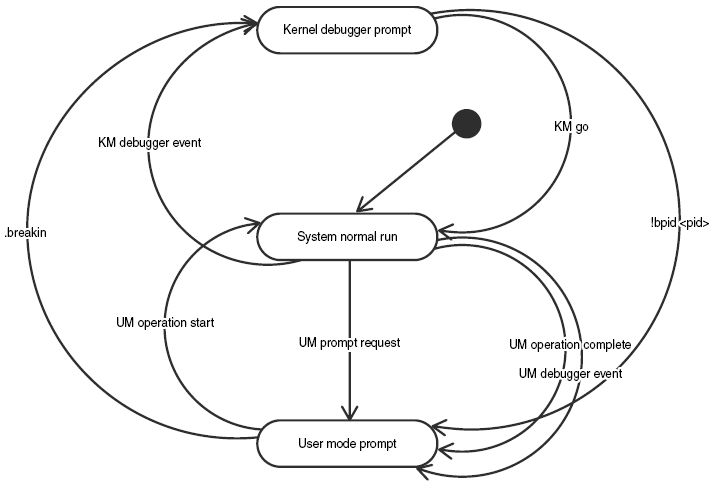 Kernel debugger prompt
KM go
KM debugger event
!bpid <pid>
.breakin
System normal run
UM operation start
UM prompt request
UM operation complete
UM debugger event
User mode prompt